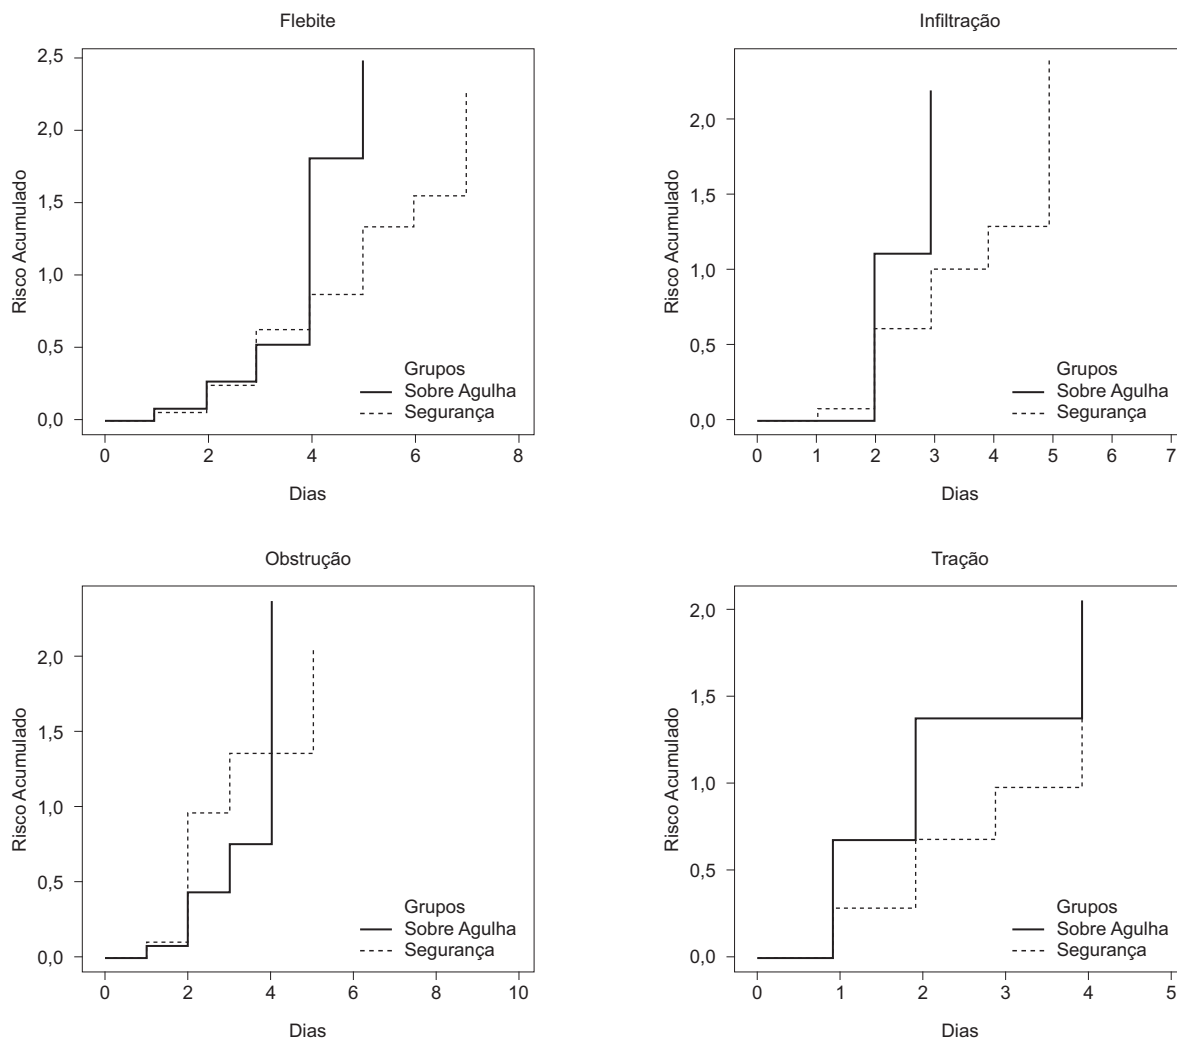 Flebite
2,5
2,0
1,5
1,0
0,5
0,0
Risco Acumulado
Grupos
Sobre Agulha
Segurança
0 2 4 6 8
Dias
Infiltração
2,0
1,5
1,0
0,5
0,0
Risco Acumulado
Grupos
Sobre Agulha
Segurança
0 1 2 3 4 5 6 7
Dias
Obstrução
2,0
1,5
1,0
0,5
0,0
Risco Acumulado
Grupos
Sobre Agulha
Segurança
0 2 4 6 8 10
Dias
Tração
2,0
1,5
1,0
0,5
0,0
Risco Acumulado
Grupos
Sobre Agulha
Segurança
0 1 2 3 4 5
Dias